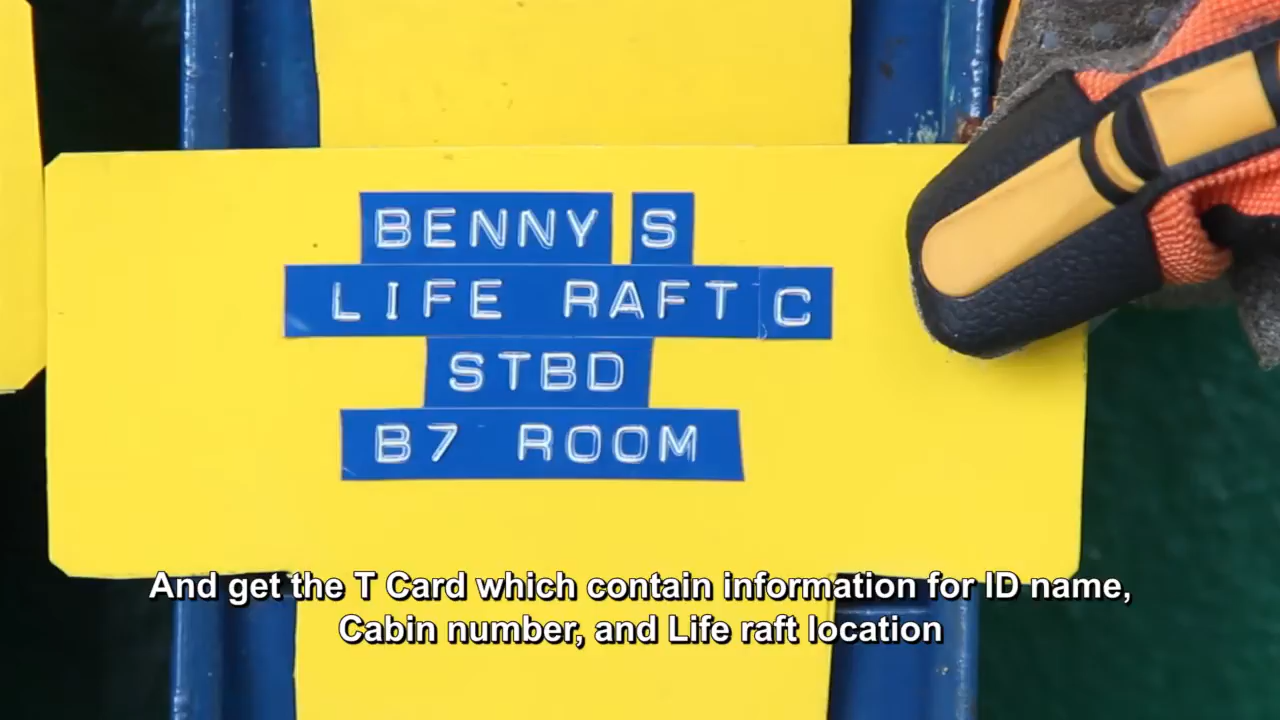 BENNY S
LIFE RAFT C
STBD
B7 ROOM
And get the T Card which contain information for ID name,
Cabin number, and Life raft location